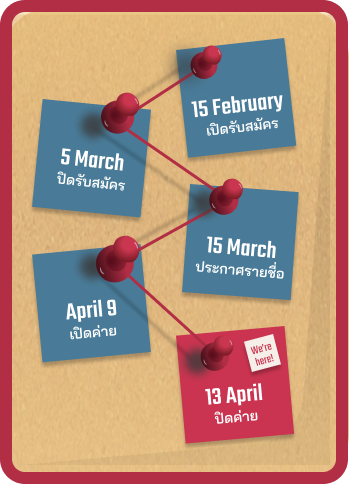 15 February
เปิดรับสมัคร
5 March
ปิดรับสมัคร
15 March
ประกาศรายชื่อ
April 9
เปิดค่าย
We're
here!
13 April
ปิดค่าย